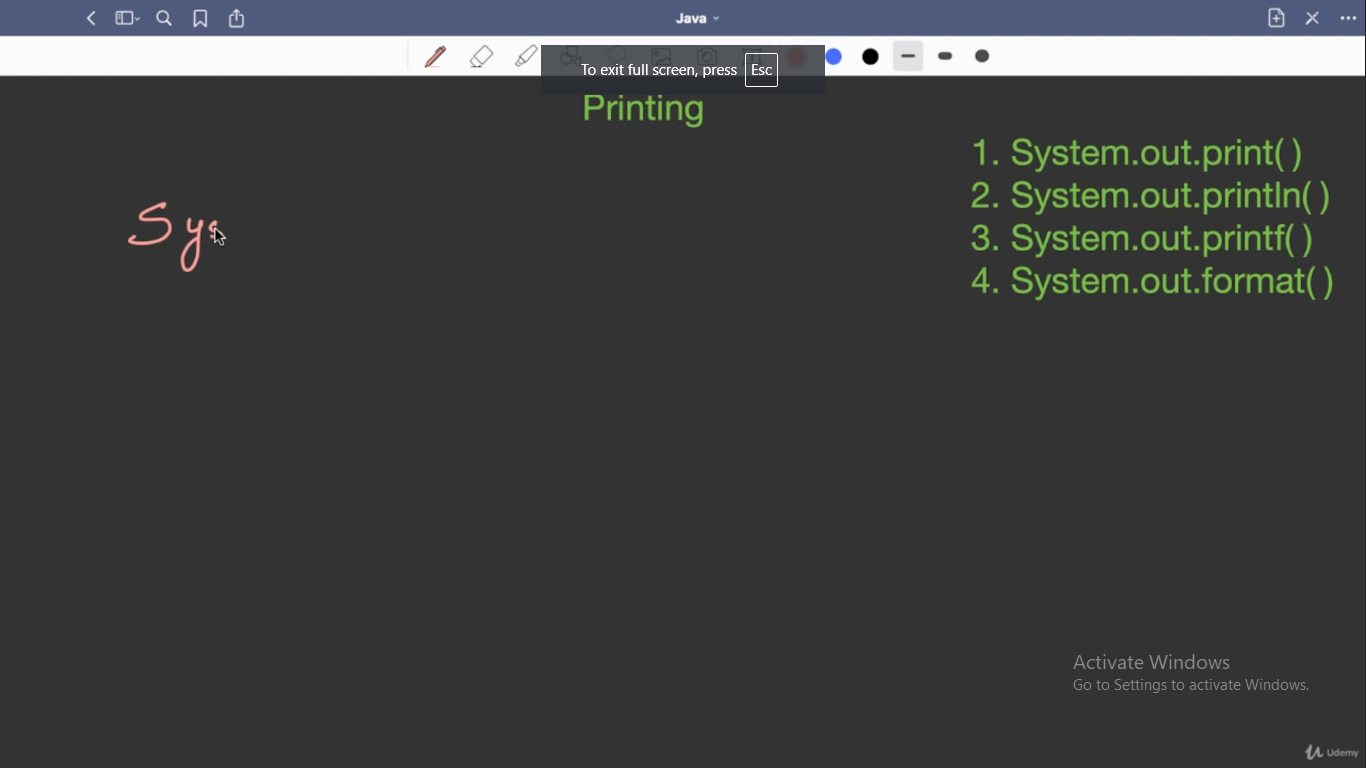 Java
To exit full screen, press Esc
Printing
1. System.out.print( )
2. System.out.println( )
3. System.out.printf( )
4. System.out.format( )
Sys
Activate Windows
Go to Settings to activate Windows.
Udemy